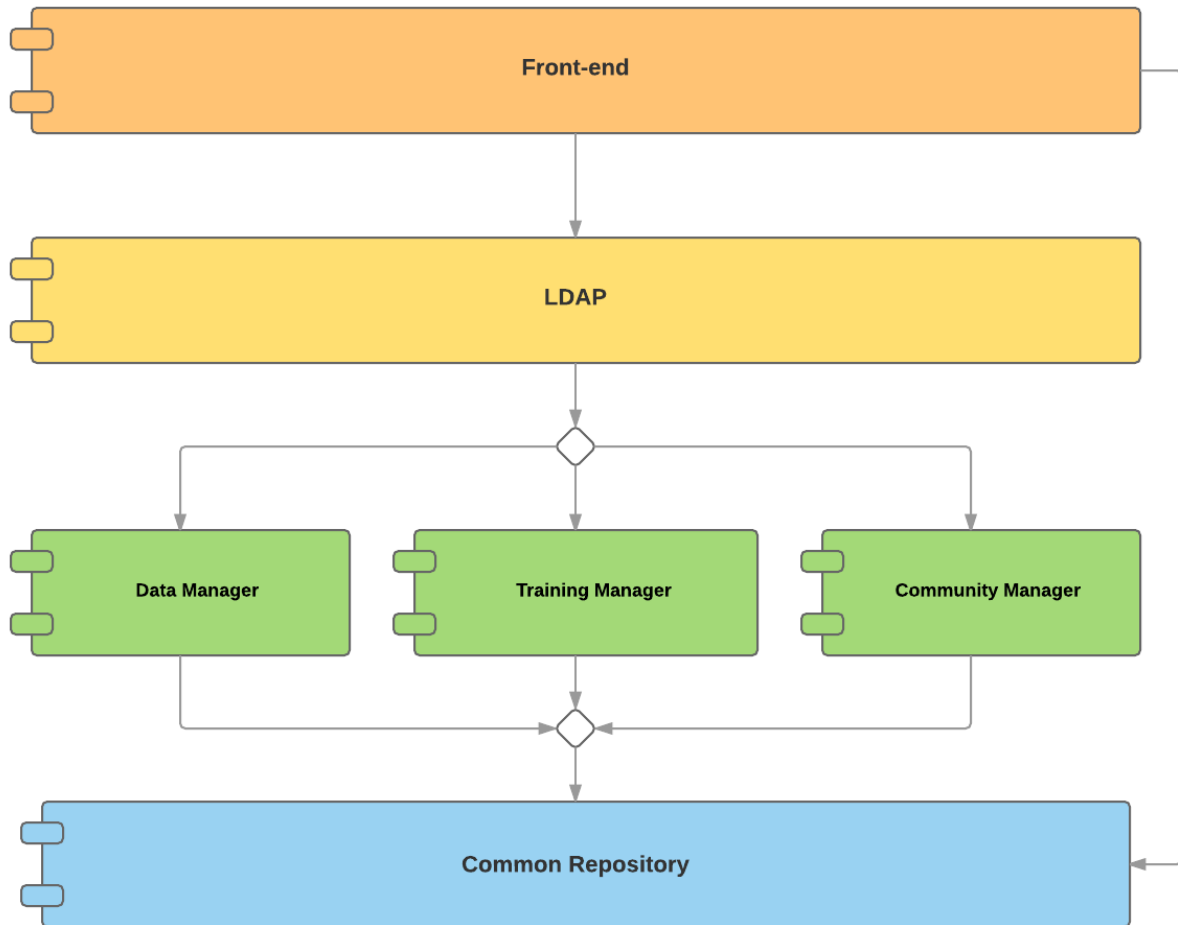 Front-end
LDAP
Data Manager
Training Manager
Community Manager
Common Repository